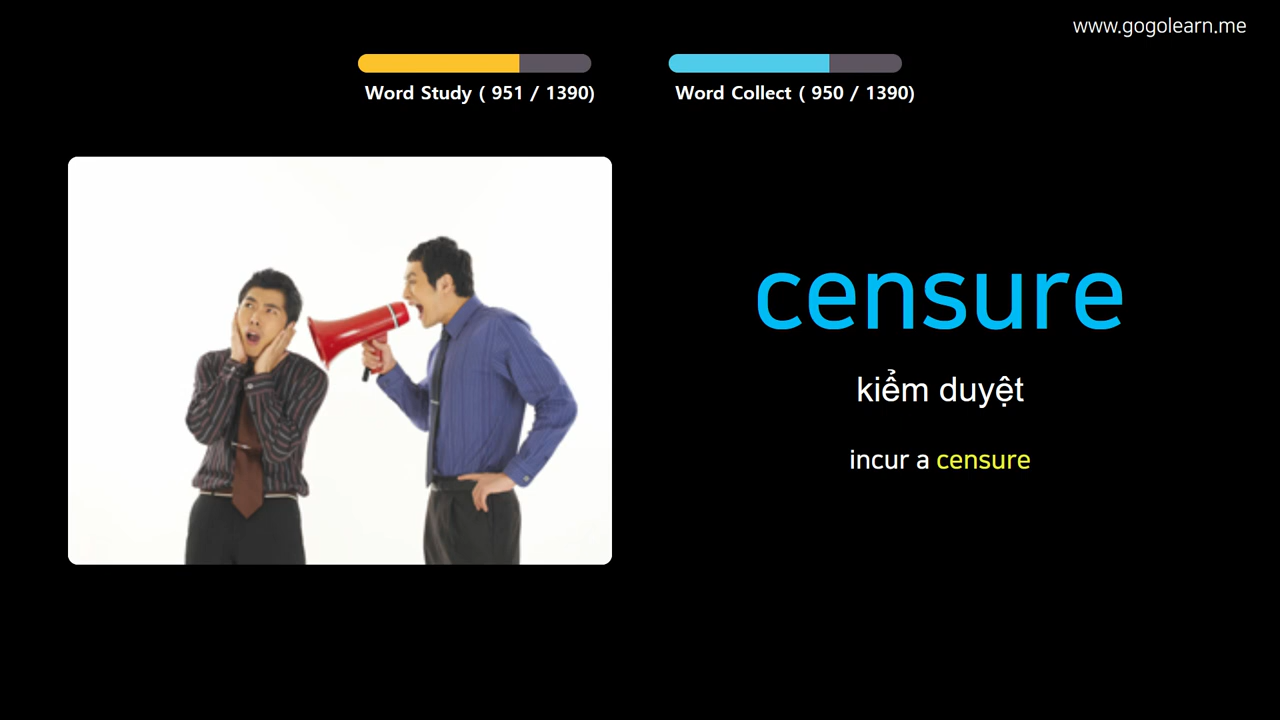 www.gogolearn.me
Word Study ( 951 / 1390)
Word Collect ( 950 / 1390)
censure
kiểm duyệt
incur a censure